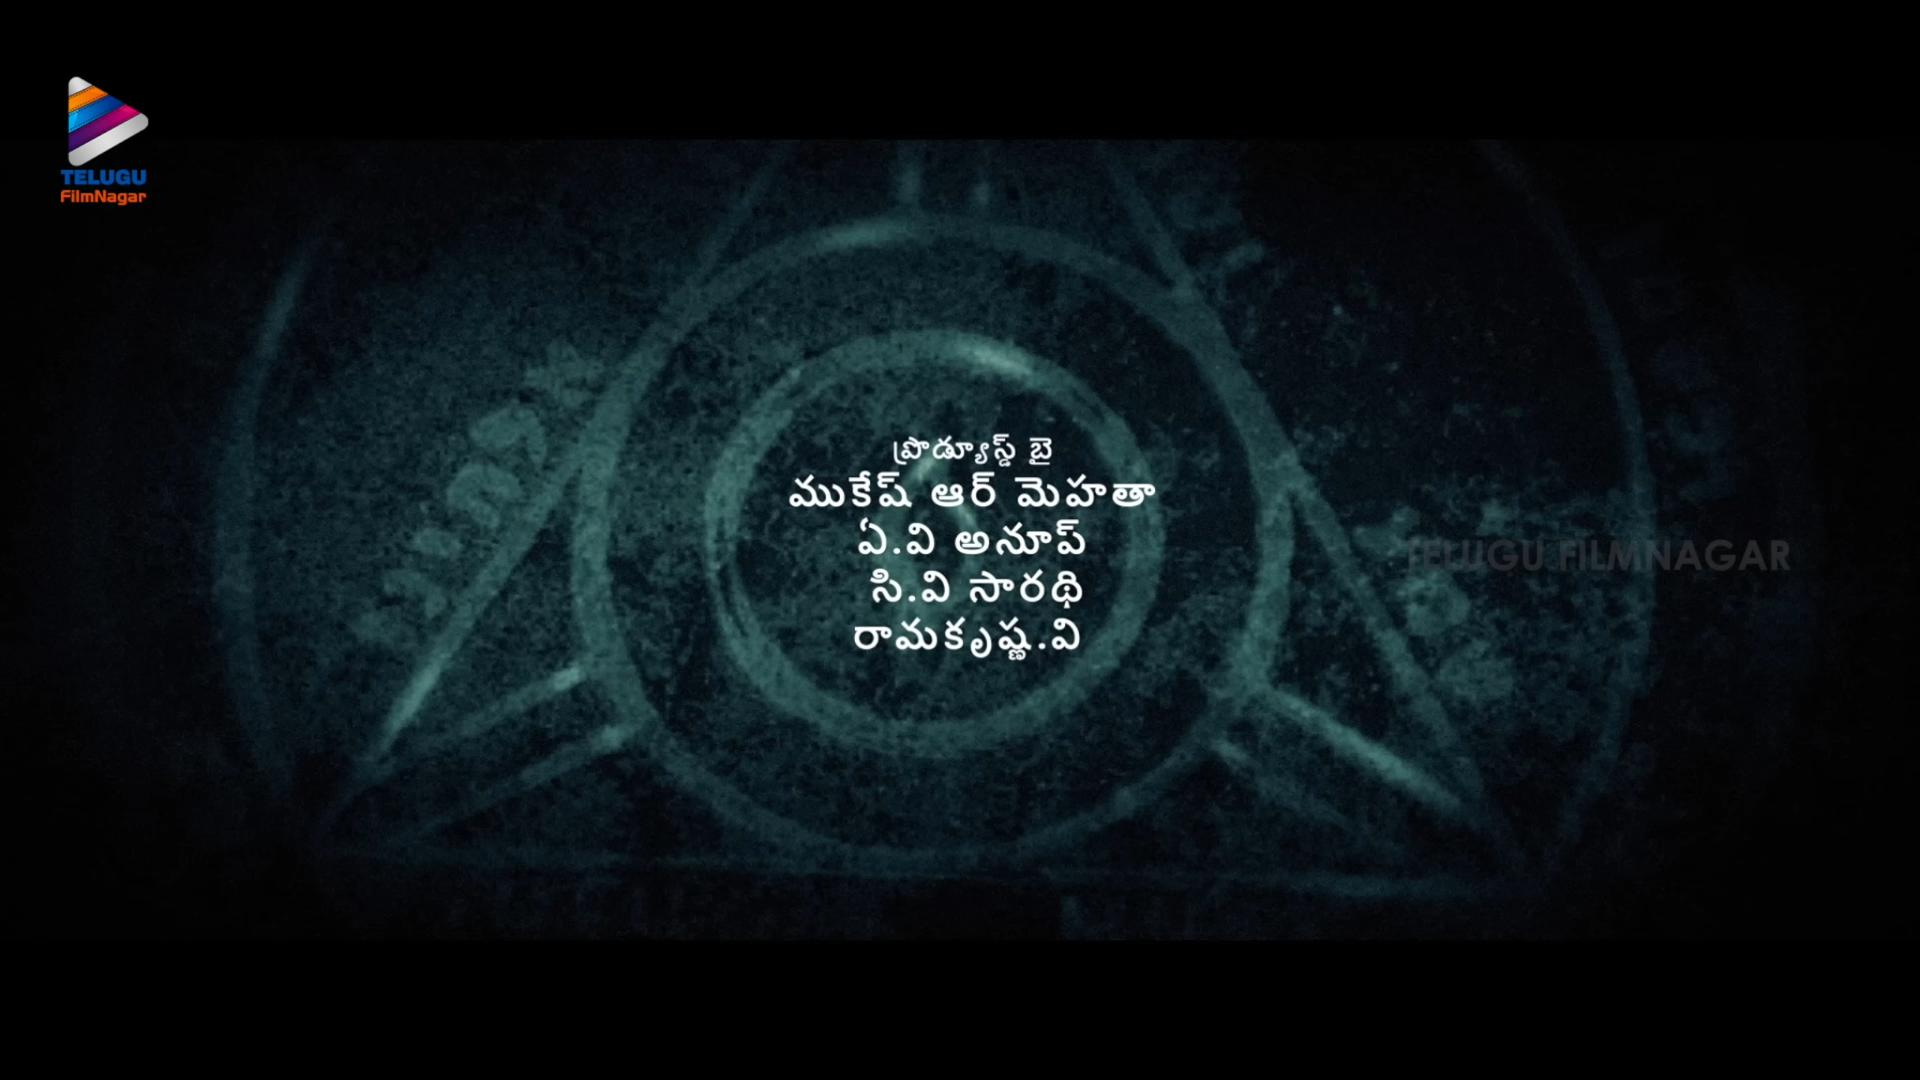 TELUGU
FilmNagar
ప్రొడ్యూస్డ్ బై
ముకేష్ ఆర్ మెహతా
ఏ.వి అనూప్
సి.వి సారథి
రామకృష్ణ.వి
TELUGU FILMNAGAR